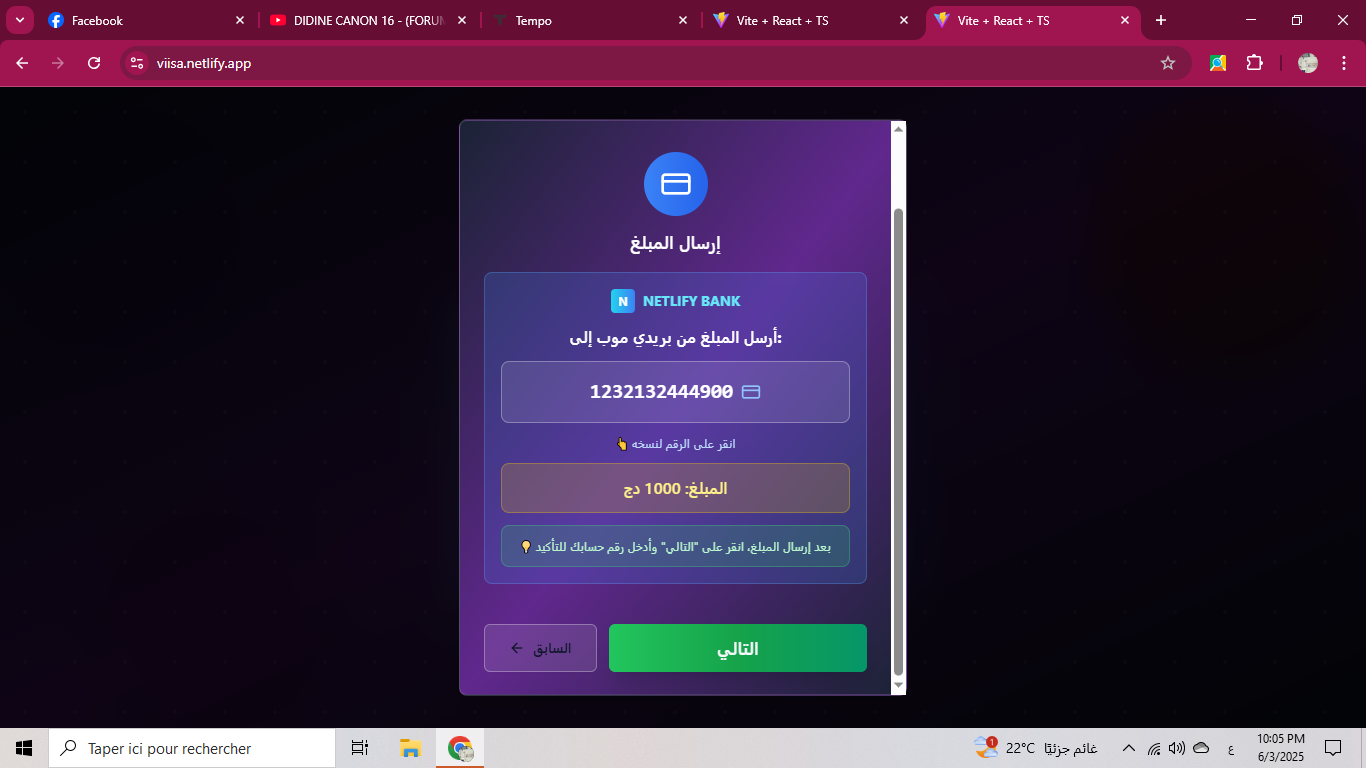 Facebook
DIDINE CANON 16 - (FORUM
Tempo
Vite + React + TS
Vite + React + TS
viisa.netlify.app
إرسال المبلغ
N NETLIFY BANK
أرسل المبلغ من بريدي موب إلى:
1232132444900
انقر على الرقم لنسخه 👆
المبلغ: 1000 دج
بعد إرسال المبلغ، انقر على "التالي" وأدخل رقم حسابك للتأكيد 💡
السابق ←
التالي
Taper ici pour rechercher
1
22°C غائم جزئيًا
ع
10:05 PM
6/3/2025